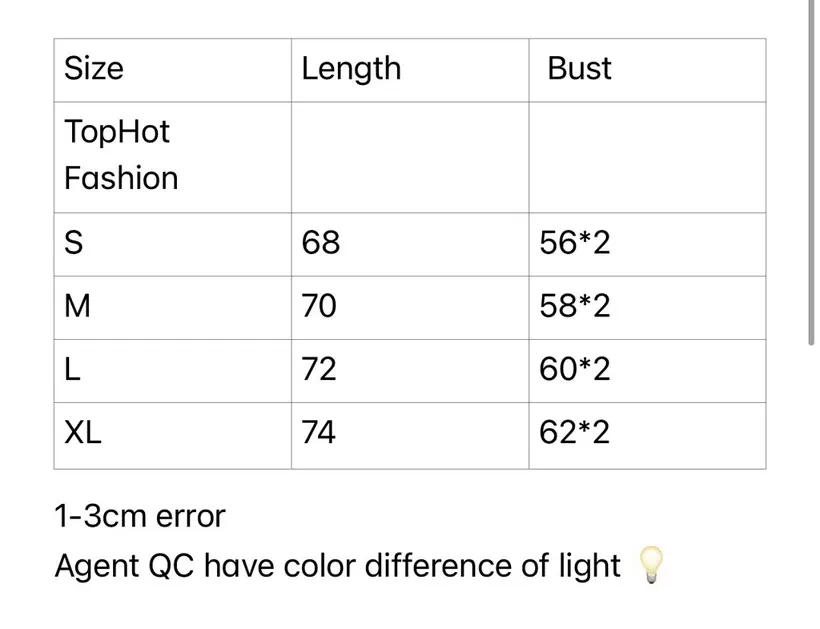 Size Length Bust
TopHot
Fashion
S 68 56*2
M 70 58*2
L 72 60*2
XL 74 62*2
1-3cm error
Agent QC have color difference of light 💡